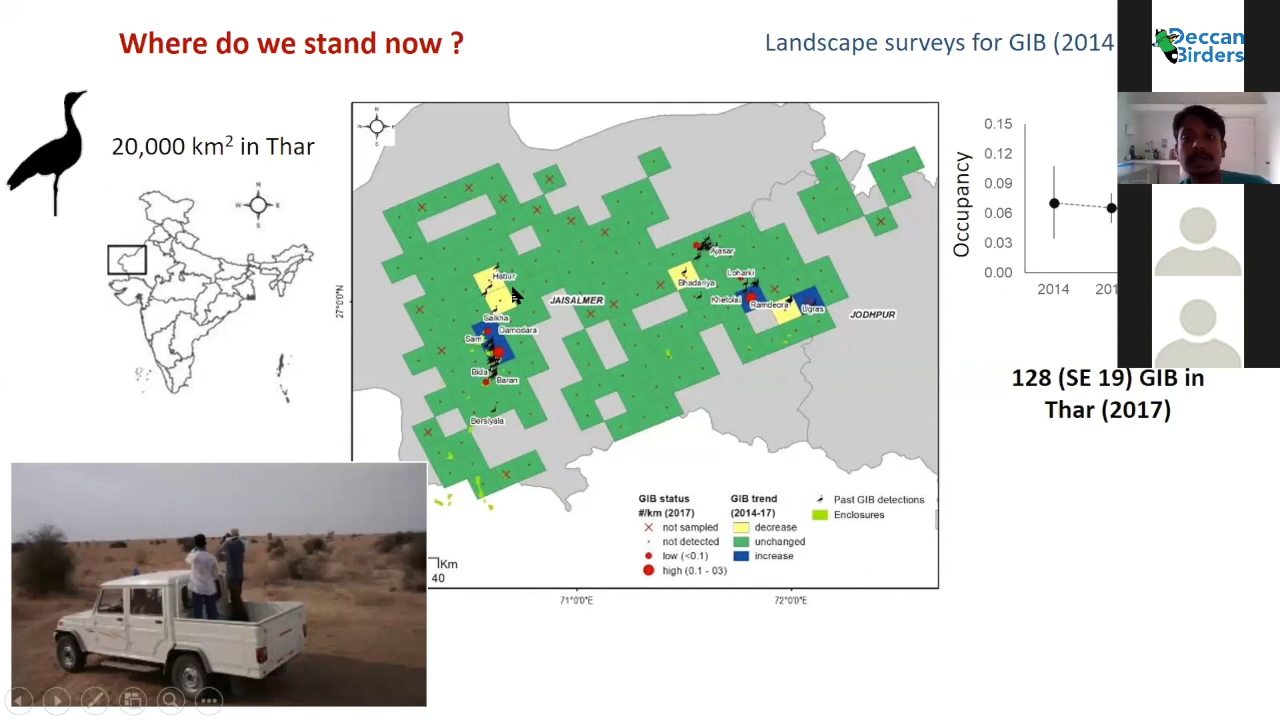 Where do we stand now ?
Landscape surveys for GIB (2014
Deccan
Birders
20,000 km² in Thar
N
E
S
N
S
27°0'0"N
Habur
Salkha
Damodara
Sam
Bida
Baran
Bersiyala
JAISALMER
Ajasar
Bhadariya
Loharki
Khetolai
Ramdeora
Ugras
JODHPUR
GIB status
#/km (2017)
not sampled
not detected
low (<0.1)
high (0.1 - 03)
GIB trend
(2014-17)
decrease
unchanged
increase
Past GIB detections
Enclosures
Km
40
71°0'0"E
72°0'0"E
Occupancy
0.15
0.12
0.09
0.06
0.03
0.00
2014
201
128 (SE 19) GIB in
Thar (2017)